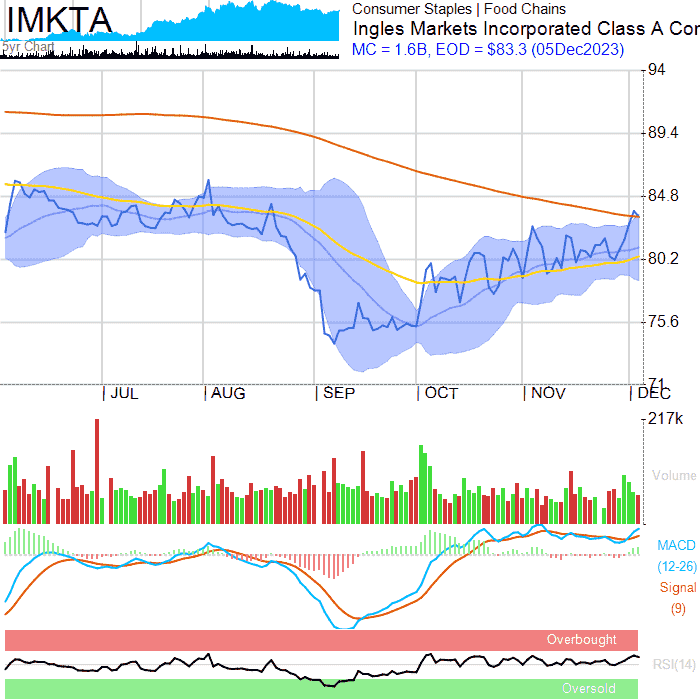 IMKTA
Consumer Staples | Food Chains
Ingles Markets Incorporated Class A Cor
MC = 1.6B, EOD = $83.3 (05Dec2023)
5yr Chart
94
89.4
84.8
80.2
75.6
71
JUL
AUG
SEP
OCT
NOV
DEC
217k
Volume
MACD
(12-26)
Signal
(9)
Overbought
RSI(14)
Oversold